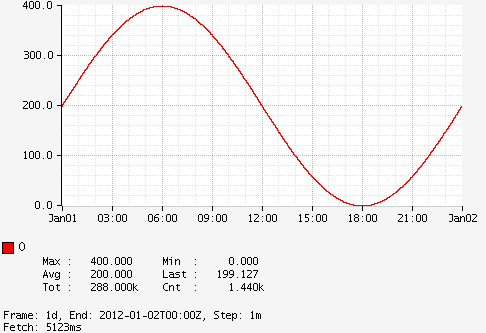 400.0
300.0
200.0
100.0
0.0
Jan01 03:00 06:00 09:00 12:00 15:00 18:00 21:00 Jan02
0
Max : 400.000 Min : 0.000
Avg : 200.000 Last : 199.127
Tot : 288.000k Cnt : 1.440k
Frame: 1d, End: 2012-01-02T00:00Z, Step: 1m
Fetch: 5123ms